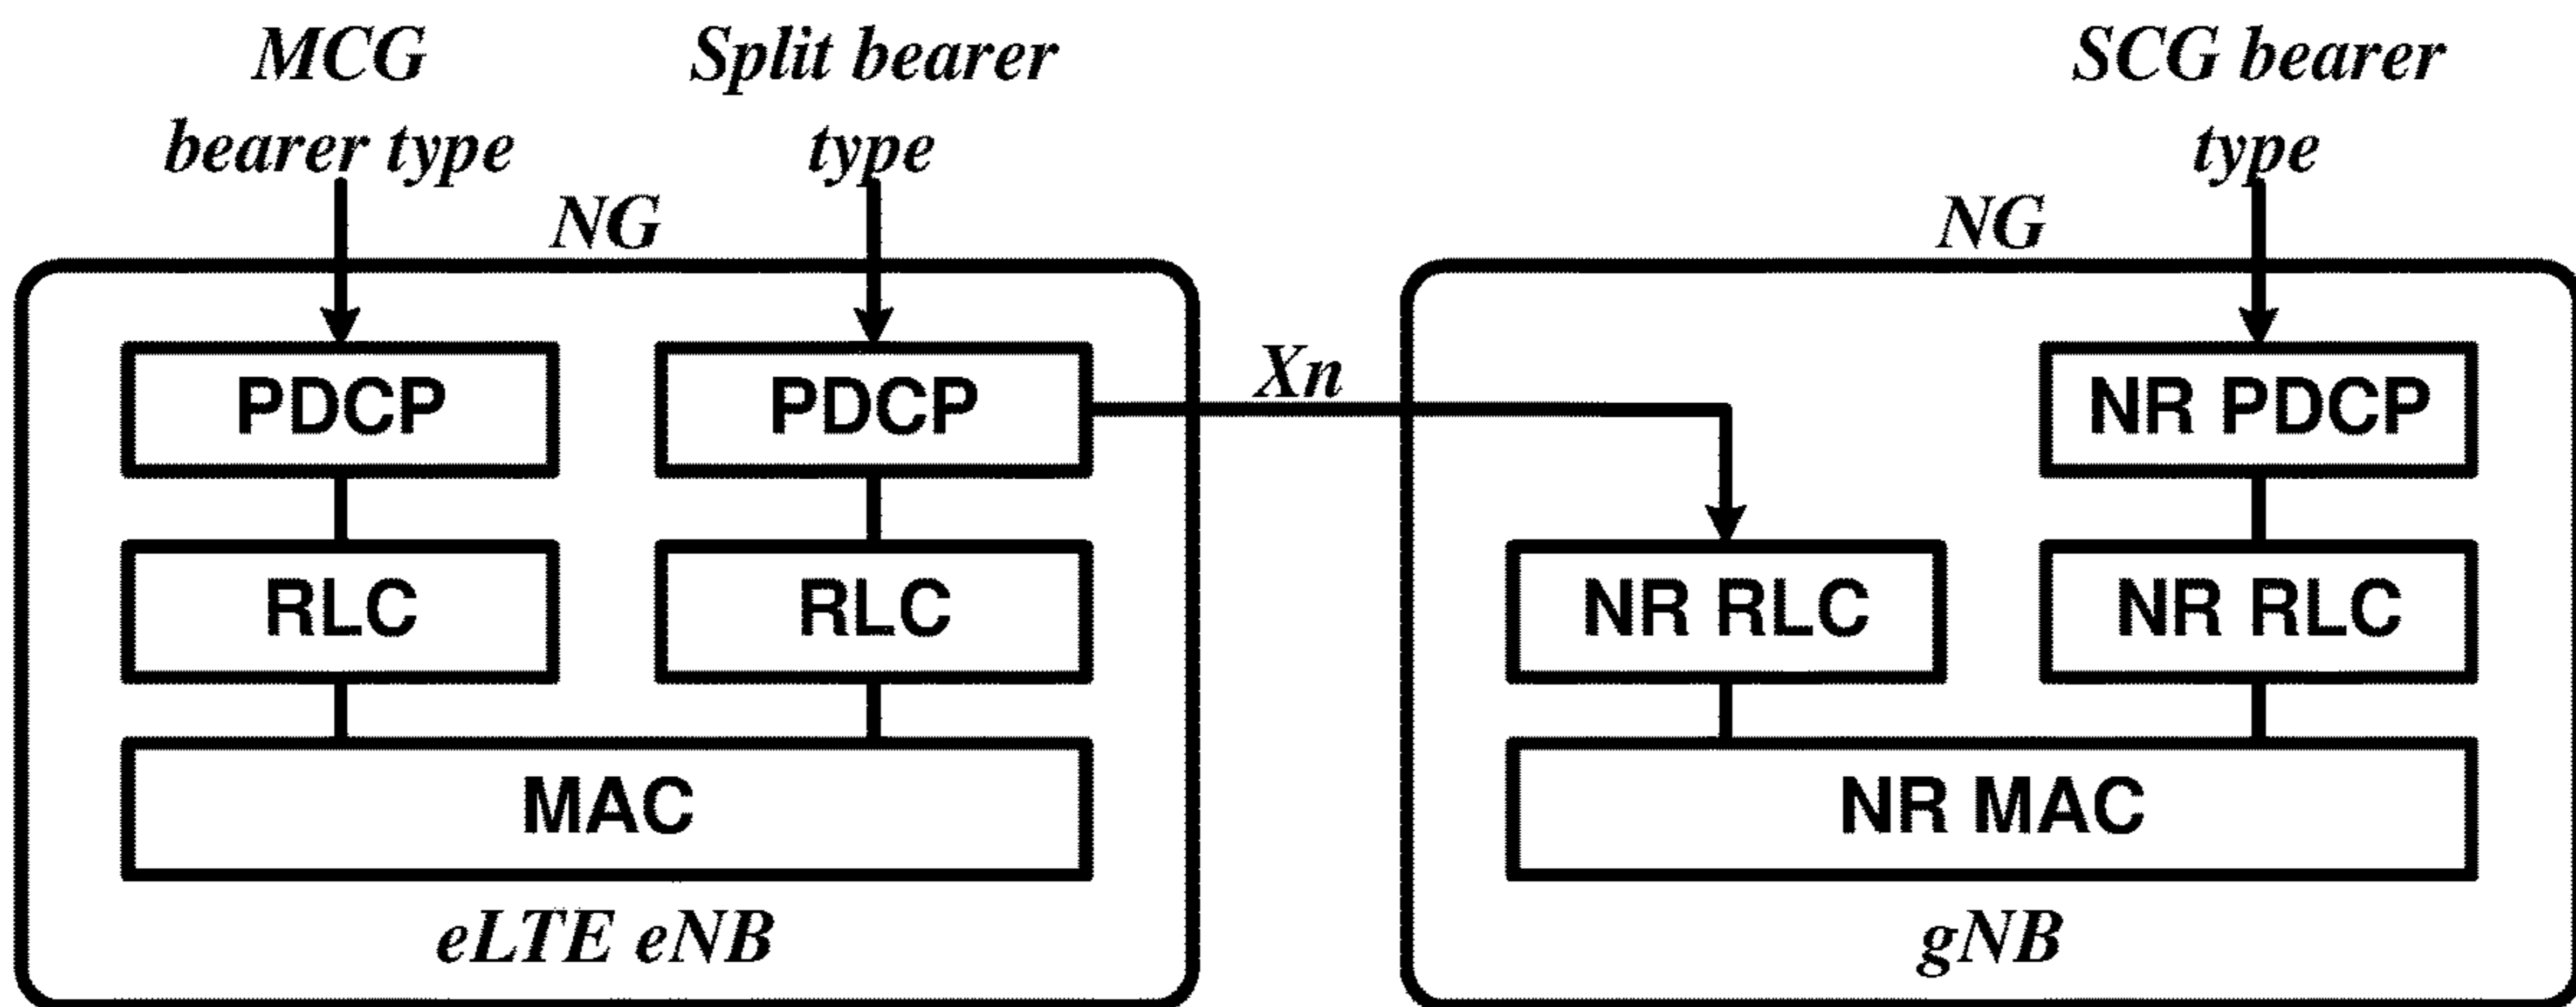 MCG
bearer type
Split bearer
type
SCG bearer
type
NG
NG
Xn
PDCP
PDCP
NR PDCP
RLC
RLC
NR RLC
NR RLC
MAC
NR MAC
eLTE eNB
gNB